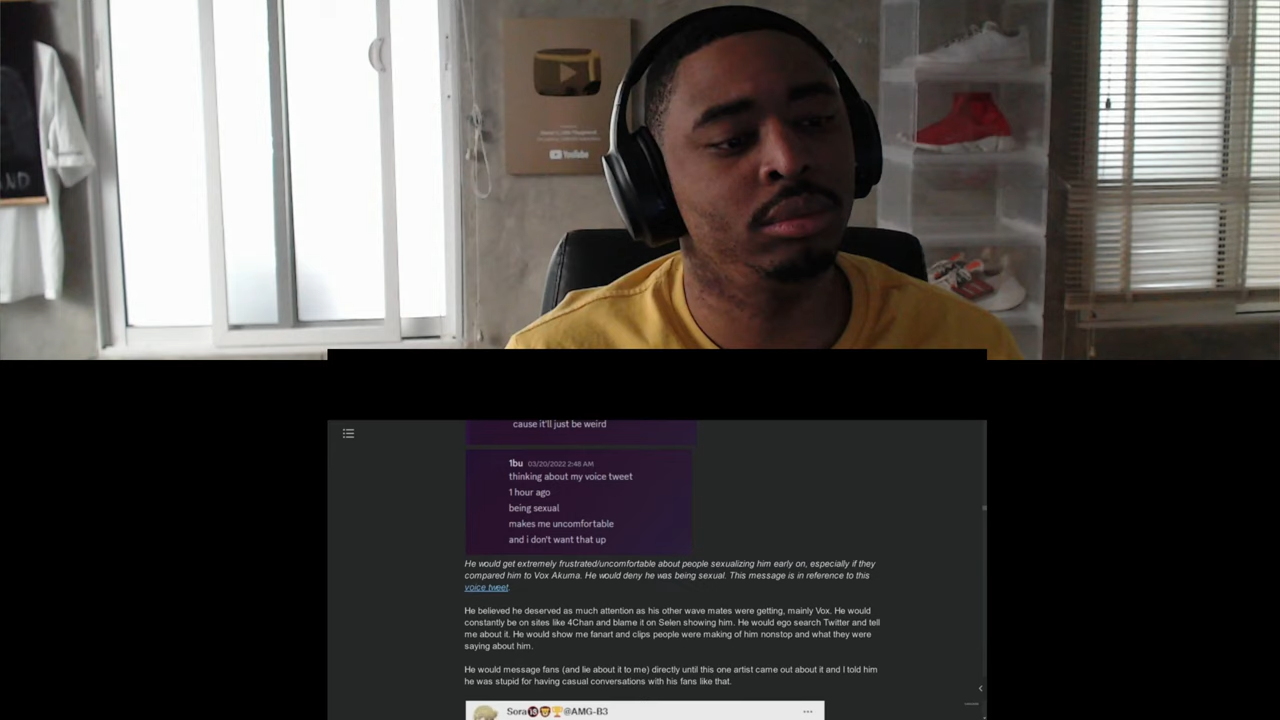 ND
YouTube
cause it'll just be weird
1bu 03/20/2022 2:48 AM
thinking about my voice tweet
1 hour ago
being sexual
makes me uncomfortable
and i don't want that up
He would get extremely frustrated/uncomfortable about people sexualizing him early on, especially if they
compared him to Vox Akuma. He would deny he was being sexual. This message is in reference to this
voice tweet.
He believed he deserved as much attention as his other wave mates were getting, mainly Vox. He would
constantly be on sites like 4Chan and blame it on Selen showing him. He would ego search Twitter and tell
me about it. He would show me fanart and clips people were making of him nonstop and what they were
saying about him.
He would message fans (and lie about it to me) directly until this one artist came out about it and I told him
he was stupid for having casual conversations with his fans like that.
Sora🔞🦁🏆@AMG-B3